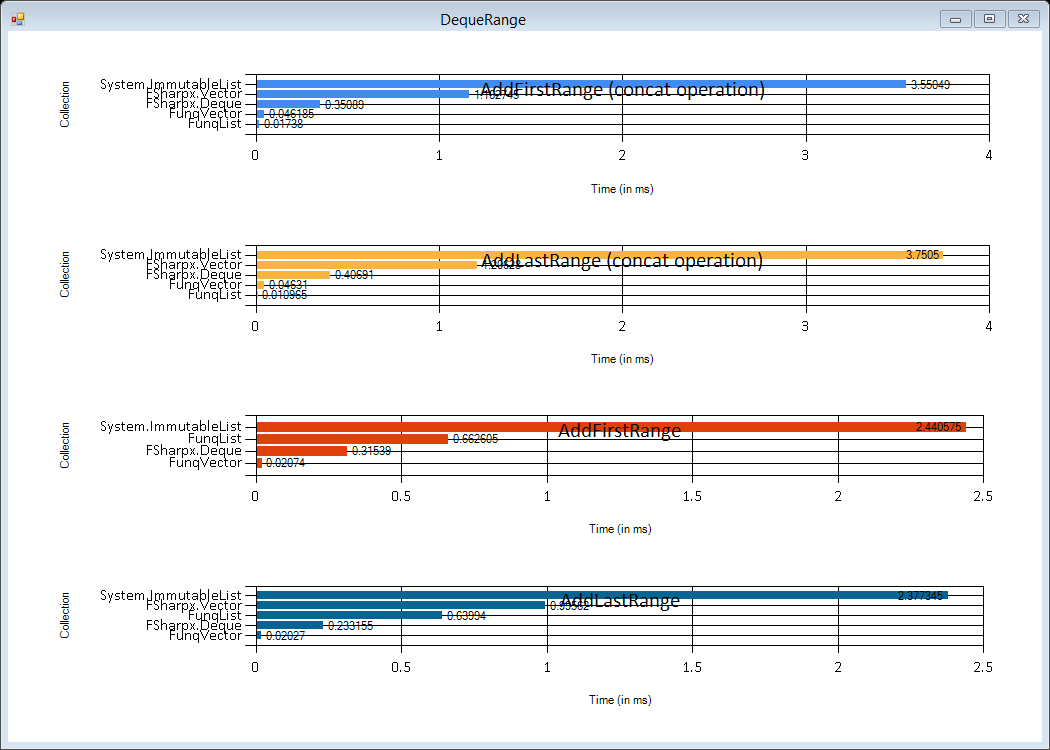 DequeRange
AddFirstRange (concat operation)
Collection
System.ImmutableList 3.55049
FSharpx.Vector
FSharpx.Deque 0.35089
FunqVector 0.046185
FunqList 0.01738
0 1 2 3 4
Time (in ms)
AddLastRange (concat operation)
Collection
System.ImmutableList 3.7505
FSharpx.Vector
FSharpx.Deque 0.40691
FunqVector 0.04631
FunqList 0.010965
0 1 2 3 4
Time (in ms)
AddFirstRange
Collection
System.ImmutableList 2.440575
FunqList 0.662605
FSharpx.Deque 0.31539
FunqVector 0.02074
0 0.5 1 1.5 2 2.5
Time (in ms)
AddLastRange
Collection
System.ImmutableList 2.377345
FSharpx.Vector
FunqList 0.63994
FSharpx.Deque 0.233155
FunqVector 0.02027
0 0.5 1 1.5 2 2.5
Time (in ms)